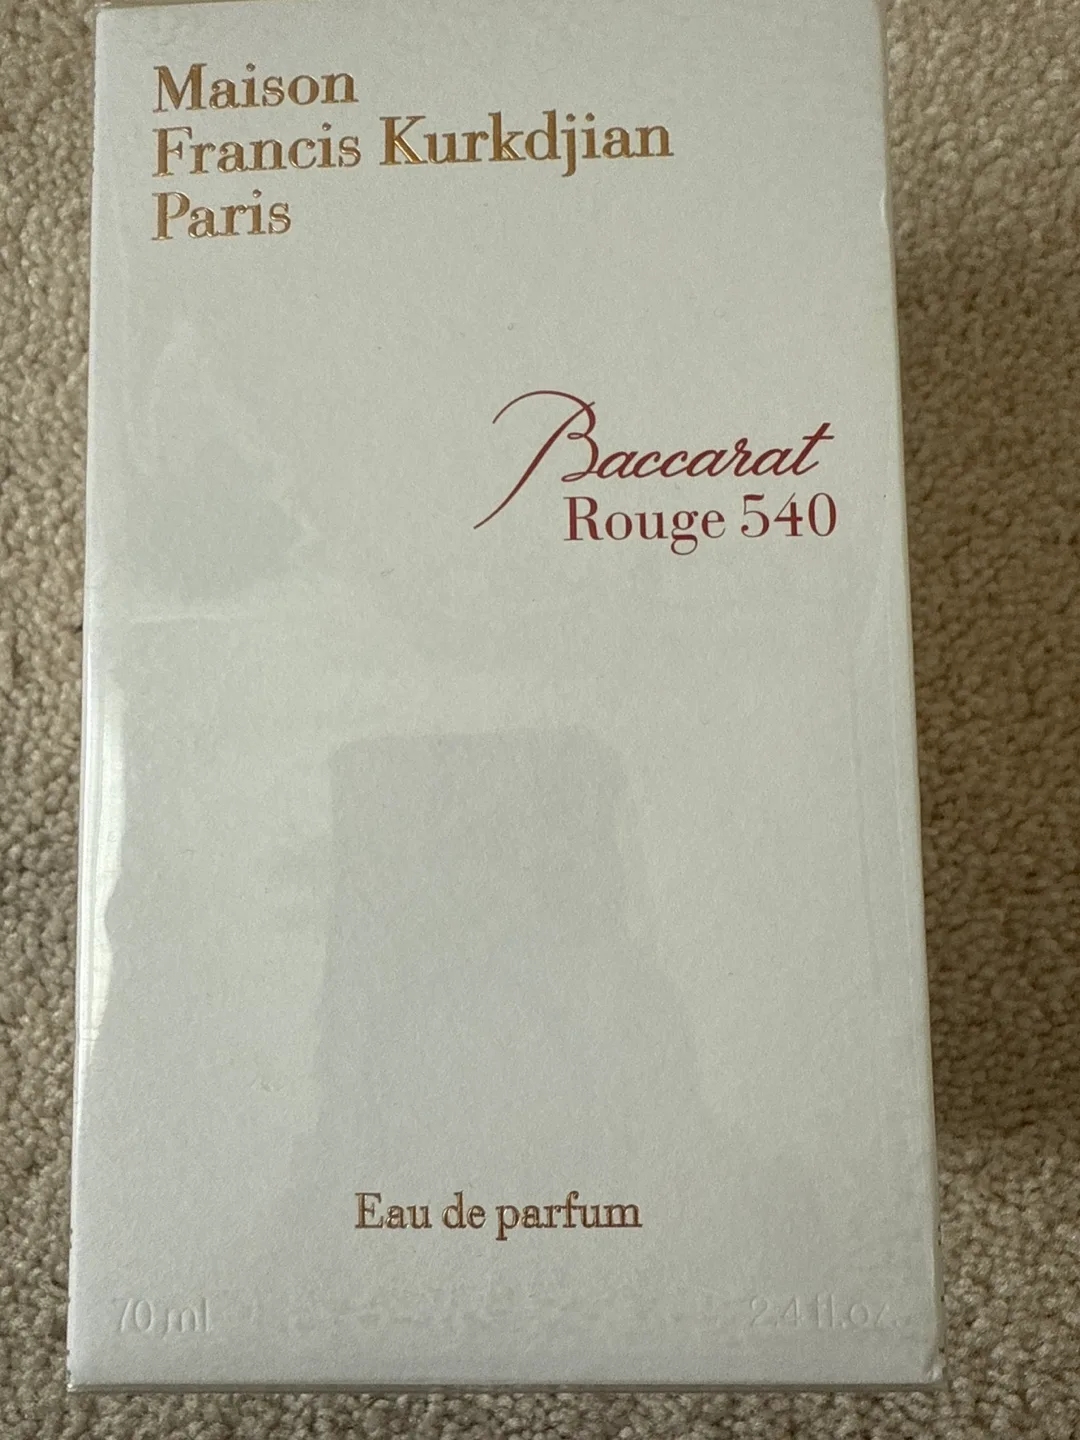 Maison
Francis Kurkdjian
Paris
Baccarat
Rouge 540
Eau de parfum
70 ml 2.4 fl.oz.